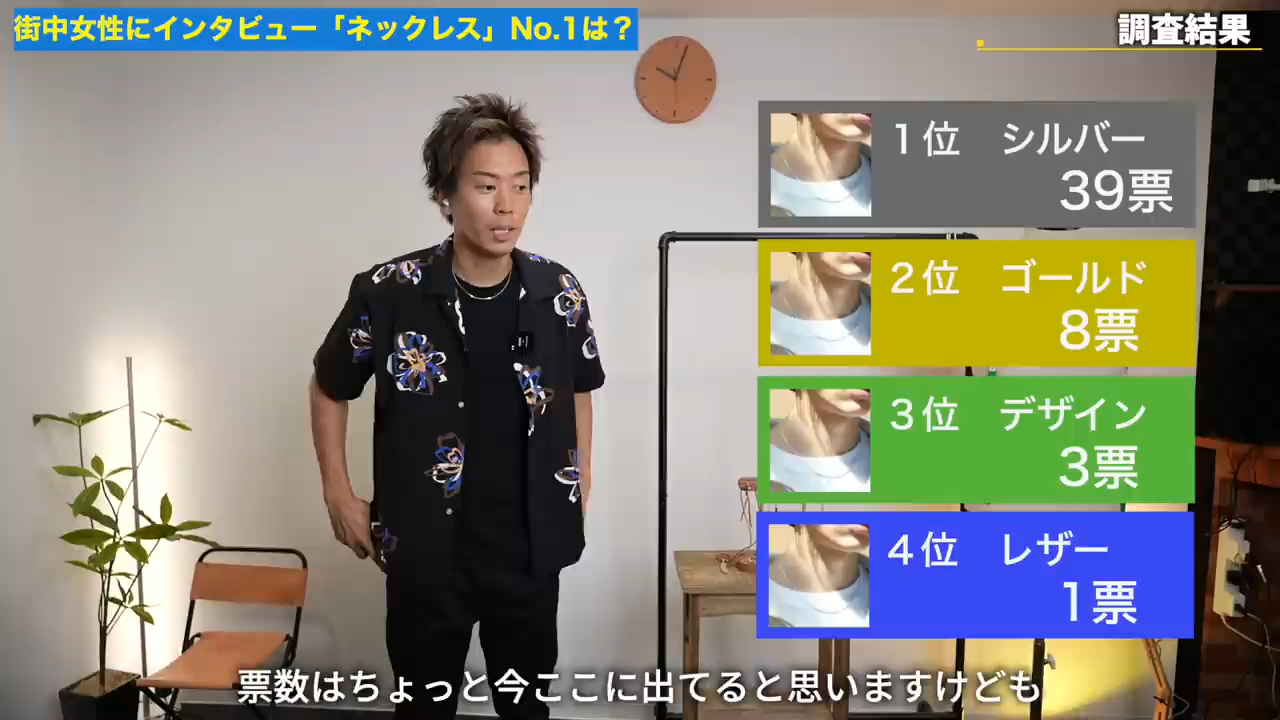 街中女性にインタビュー「ネックレス」No.1は？
調査結果
1位 シルバー
39票
2位 ゴールド
8票
3位 デザイン
3票
4位 レザー
1票
票数はちょっと今ここに出てると思いますけども